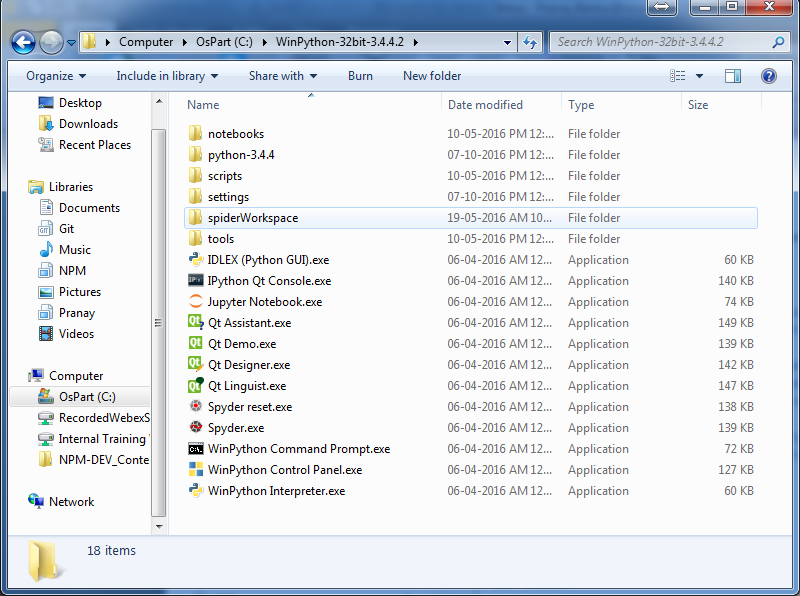 Computer OsPart (C:) WinPython-32bit-3.4.4.2
Search WinPython-32bit-3.4.4.2
Organize Include in library Share with Burn New folder
Desktop
Downloads
Recent Places
Libraries
Documents
Git
Music
NPM
Pictures
Pranay
Videos
Computer
OsPart (C:)
RecordedWebexS
Internal Training
NPM-DEV_Conte
Network
Name Date modified Type Size
notebooks 10-05-2016 PM 12:... File folder
python-3.4.4 07-10-2016 PM 12:... File folder
scripts 10-05-2016 PM 12:... File folder
settings 07-10-2016 PM 12:... File folder
spiderWorkspace 19-05-2016 AM 10... File folder
tools 10-05-2016 PM 12:... File folder
IDLEX (Python GUI).exe 06-04-2016 AM 12... Application 60 KB
IPython Qt Console.exe 06-04-2016 AM 12... Application 140 KB
Jupyter Notebook.exe 06-04-2016 AM 12... Application 74 KB
Qt Assistant.exe 06-04-2016 AM 12... Application 149 KB
Qt Demo.exe 06-04-2016 AM 12... Application 139 KB
Qt Designer.exe 06-04-2016 AM 12... Application 142 KB
Qt Linguist.exe 06-04-2016 AM 12... Application 147 KB
Spyder reset.exe 06-04-2016 AM 12... Application 138 KB
Spyder.exe 06-04-2016 AM 12... Application 139 KB
WinPython Command Prompt.exe 06-04-2016 AM 12... Application 72 KB
WinPython Control Panel.exe 06-04-2016 AM 12... Application 127 KB
WinPython Interpreter.exe 06-04-2016 AM 12... Application 60 KB
18 items